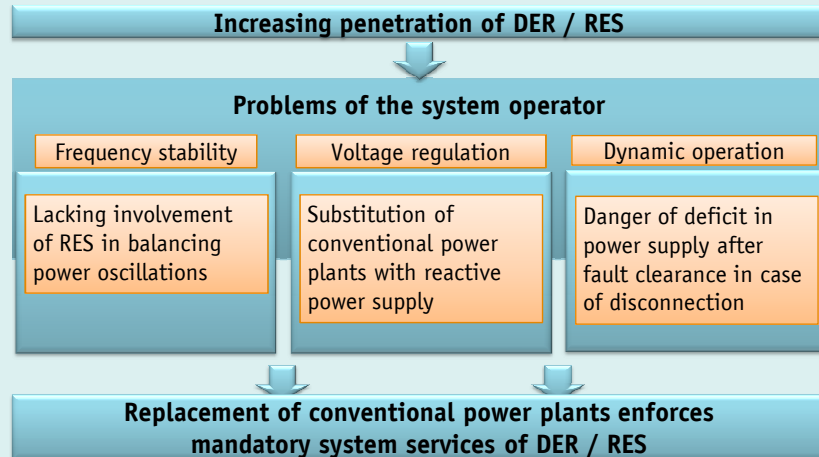 Increasing penetration of DER / RES
Problems of the system operator
Frequency stability
Lacking involvement
of RES in balancing
power oscillations
Voltage regulation
Substitution of
conventional power
plants with reactive
power supply
Dynamic operation
Danger of deficit in
power supply after
fault clearance in case
of disconnection
Replacement of conventional power plants enforces
mandatory system services of DER / RES